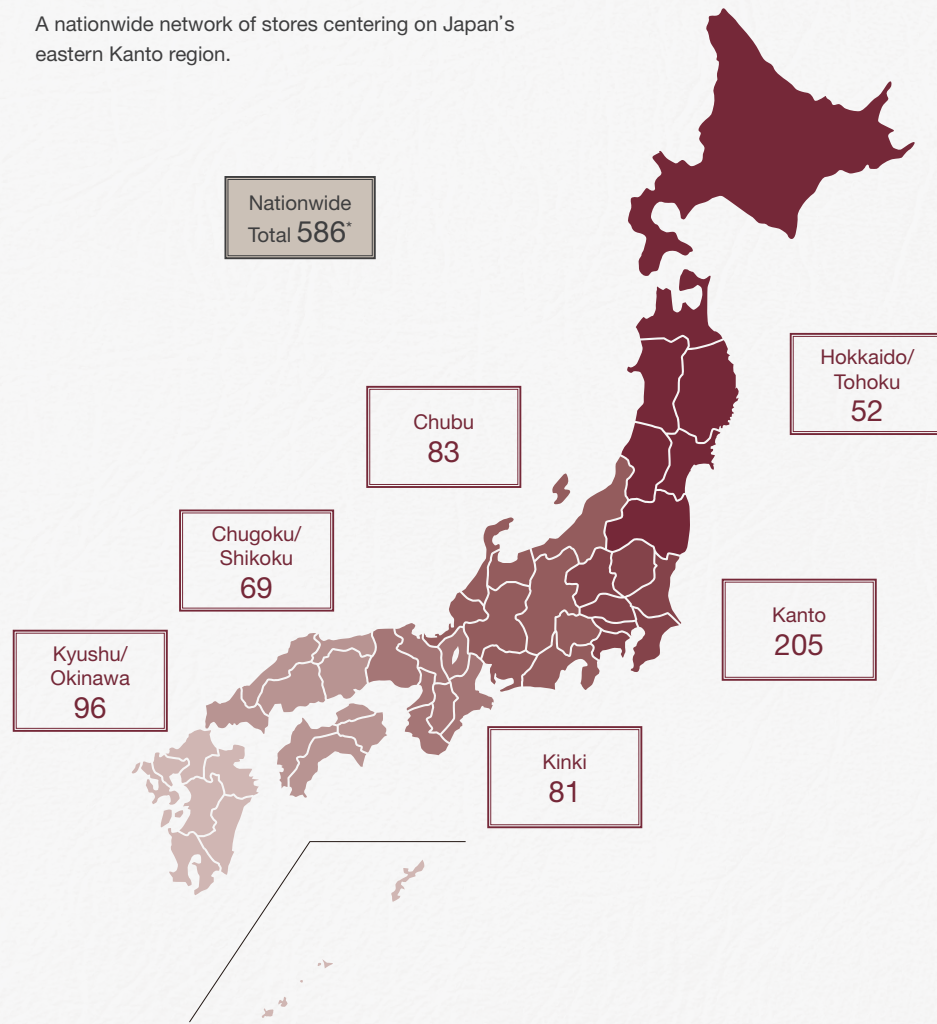 A nationwide network of stores centering on Japan's
eastern Kanto region.
Nationwide
Total 586*
Hokkaido/
Tohoku
52
Chubu
83
Chugoku/
Shikoku
69
Kanto
205
Kyushu/
Okinawa
96
Kinki
81